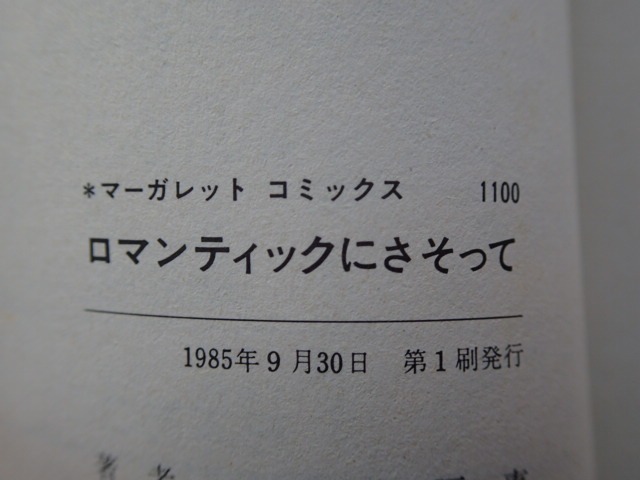 *マーガレット コミックス 1100
ロマンティックにさそって
1985年9月30日 第1刷発行